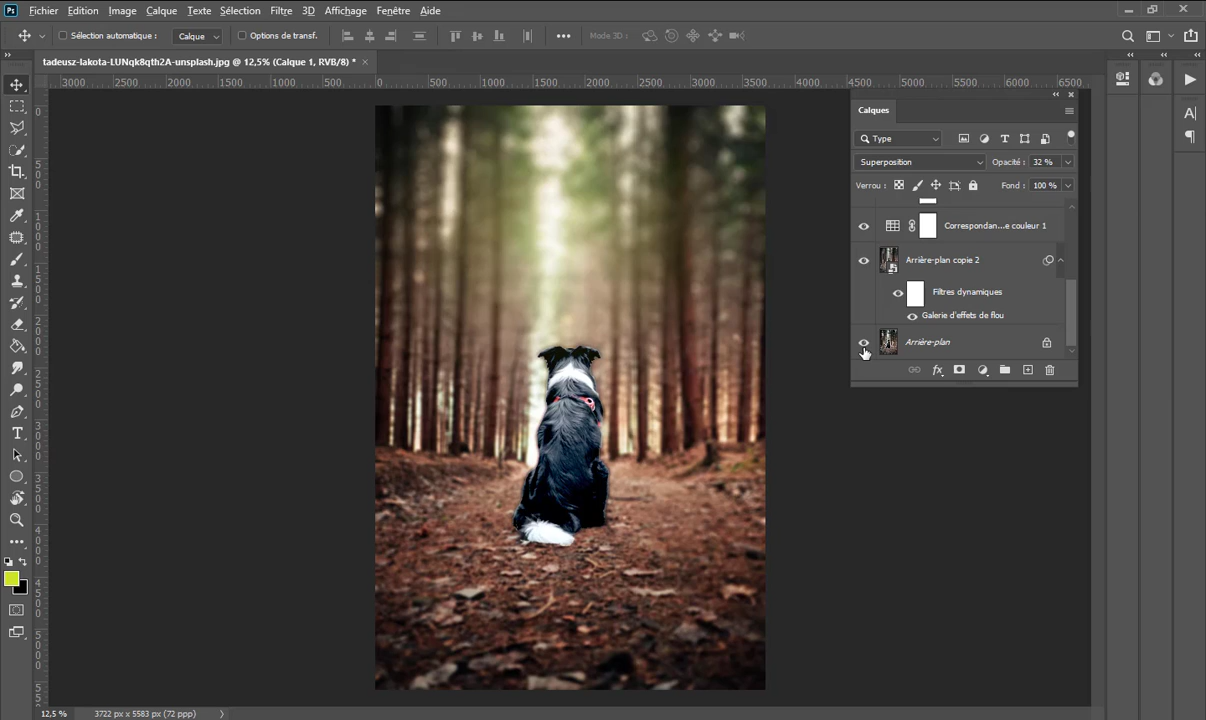 Ps Fichier Edition Image Calque Texte Sélection Filtre 3D Affichage Fenêtre Aide
Sélection automatique : Calque Options de transf. Mode 3D :
tadeusz-lakota-LUNqk8qth2A-unsplash.jpg @ 12,5% (Calque 1, RVB/8) *
3000 2500 2000 1500 1000 500 0 500 1000 1500 2000 2500 3000 3500 4000 4500 5000 5500 6000 6500
Calques
Type
Superposition Opacité : 32 %
Verrou : Fond : 100 %
Correspondan...e couleur 1
Arrière-plan copie 2
Filtres dynamiques
Galerie d'effets de flou
Arrière-plan
fx
12,5 % 3722 px x 5583 px (72 ppp)